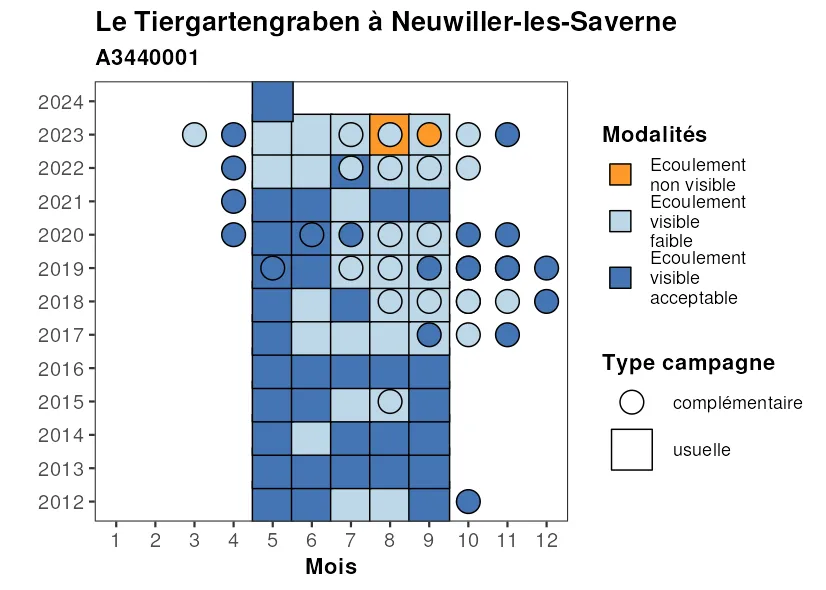 Le Tiergartengraben à Neuwiller-les-Saverne
A3440001
2024
2023
2022
2021
2020
2019
2018
2017
2016
2015
2014
2013
2012
1 2 3 4 5 6 7 8 9 10 11 12
Mois
Modalités
Ecoulement
non visible
Ecoulement
visible
faible
Ecoulement
visible
acceptable
Type campagne
complémentaire
usuelle